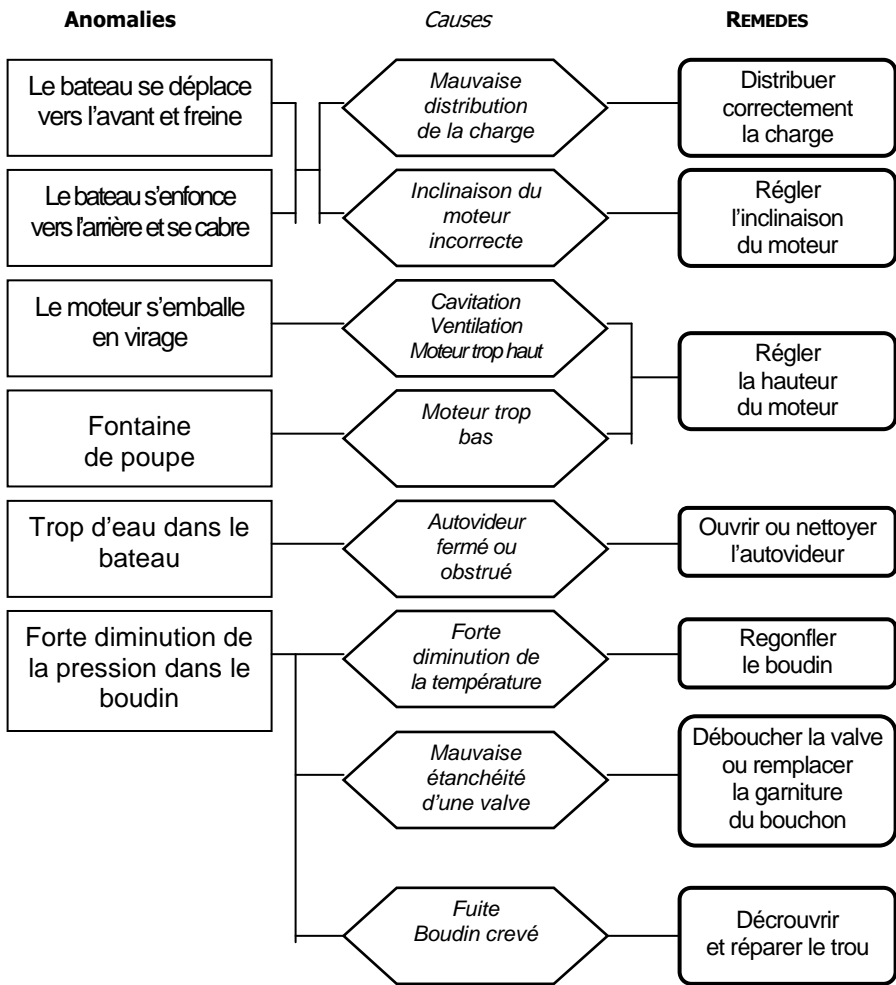 Anomalies
Causes
REMEDES
Le bateau se déplace
vers l'avant et freine
Mauvaise
distribution
de la charge
Distribuer
correctement
la charge
Le bateau s'enfonce
vers l'arrière et se cabre
Inclinaison du
moteur
incorrecte
Régler
l'inclinaison
du moteur
Le moteur s'emballe
en virage
Cavitation
Ventilation
Moteur trop haut
Régler
la hauteur
du moteur
Fontaine
de poupe
Moteur trop
bas
Trop d'eau dans le
bateau
Autovideur
fermé ou
obstrué
Ouvrir ou nettoyer
l'autovideur
Forte diminution de
la pression dans le
boudin
Forte
diminution de
la température
Regonfler
le boudin
Mauvaise
étanchéité
d'une valve
Déboucher la valve
ou remplacer
la garniture
du bouchon
Fuite
Boudin crevé
Décrouvrir
et réparer le trou